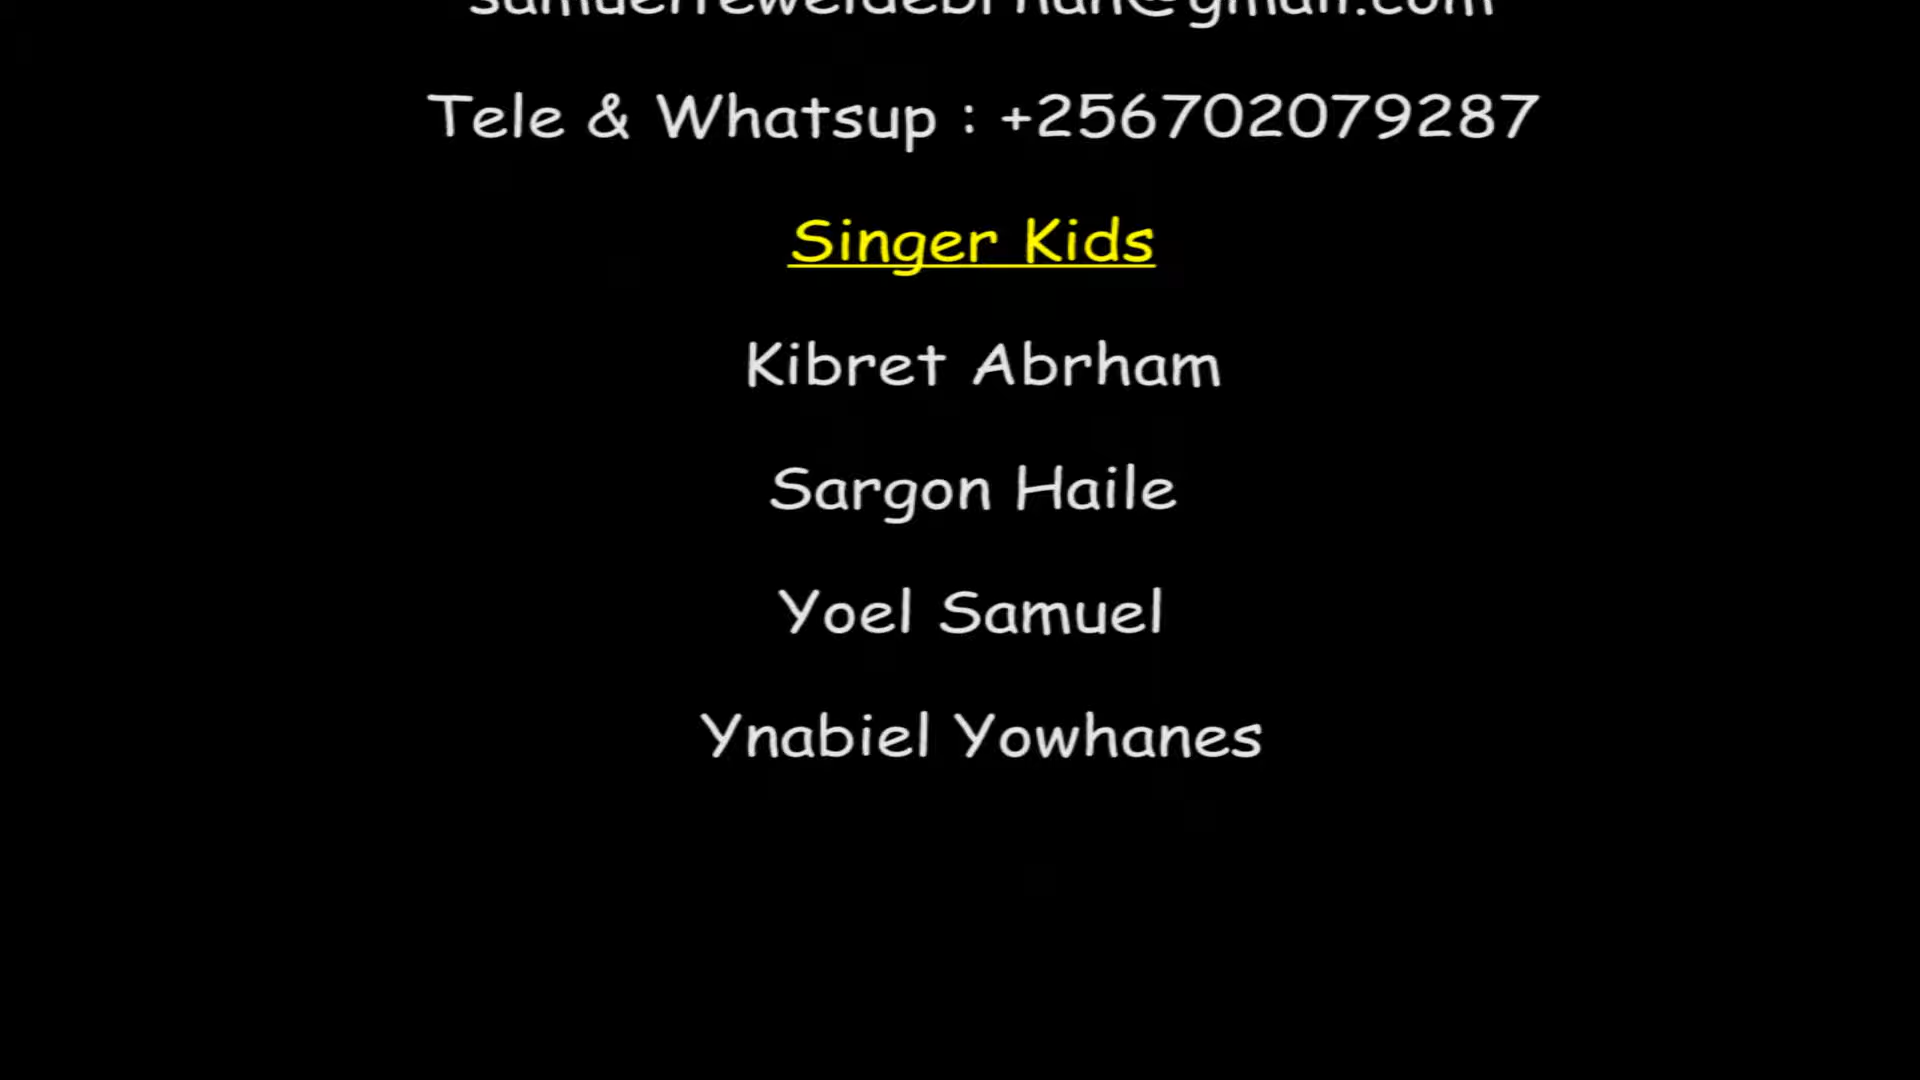 Tele & Whatsup : +256702079287
Singer Kids
Kibret Abrham
Sargon Haile
Yoel Samuel
Ynabiel Yowhanes